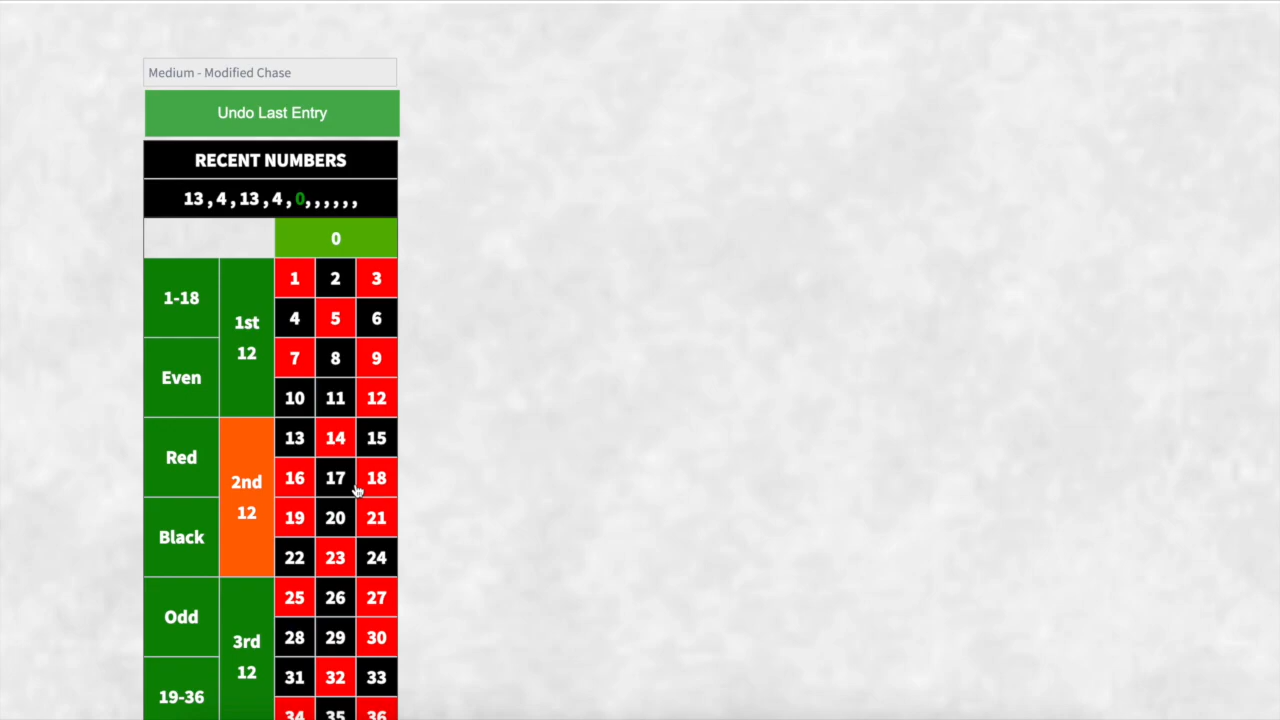 Medium - Modified Chase
Undo Last Entry
RECENT NUMBERS
13 , 4 , 13 , 4 , 0, , , , , ,
0
1-18
1st
12
1 2 3
4 5 6
Even
7 8 9
10 11 12
Red
2nd
12
13 14 15
16 17 18
Black
19 20 21
22 23 24
Odd
3rd
12
25 26 27
28 29 30
19-36
31 32 33
34 35 36